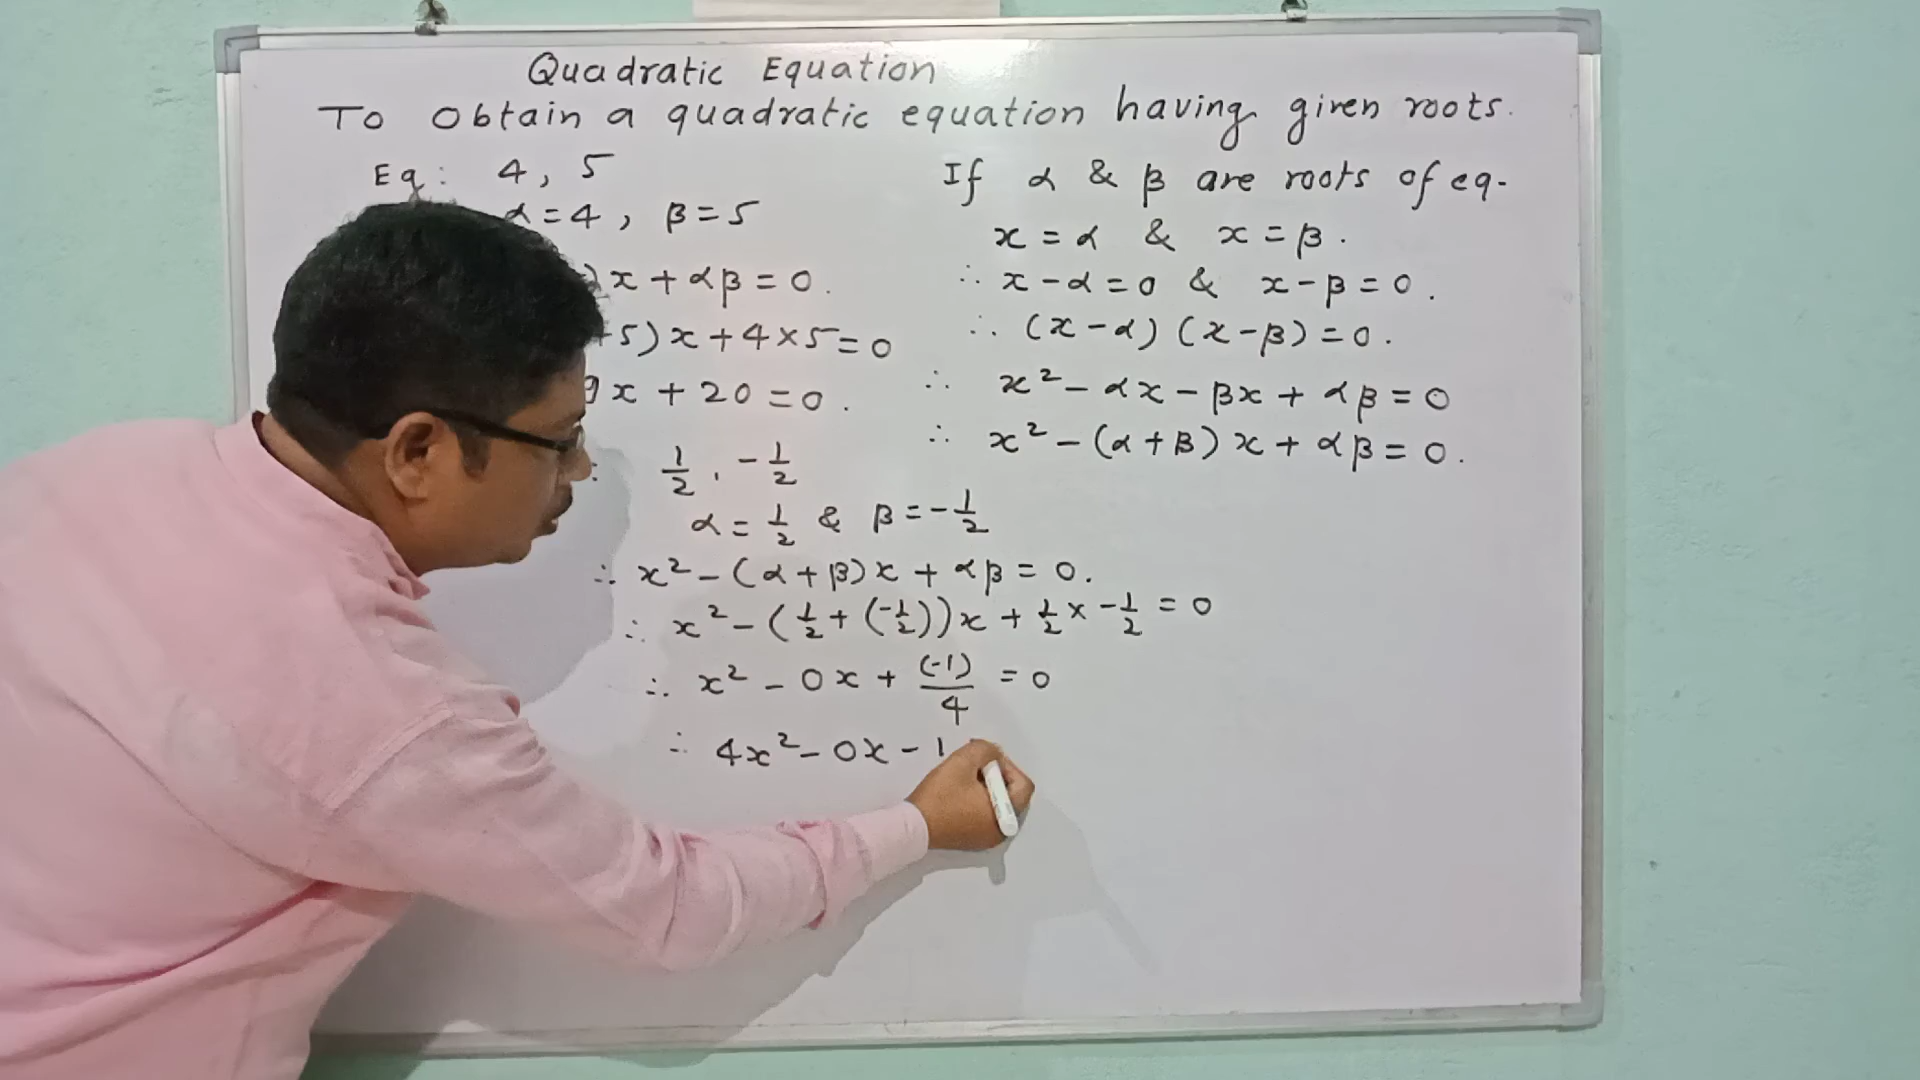 Quadratic Equation
To Obtain a quadratic equation having given roots.
Eg: 4, 5
α = 4, β = 5
x + αβ = 0.
+5)x + 4×5 = 0
9x + 20 = 0.
: 1/2, -1/2
α = 1/2 & β = -1/2
∴ x² - (α + β)x + αβ = 0.
∴ x² - (1/2 + (-1/2))x + 1/2 × -1/2 = 0
∴ x² - 0x + (-1)/4 = 0
∴ 4x² - 0x - 1
If α & β are roots of eq.
x = α & x = β.
∴ x - α = 0 & x - β = 0.
∴ (x - α) (x - β) = 0.
∴ x² - αx - βx + αβ = 0
∴ x² - (α + β)x + αβ = 0.